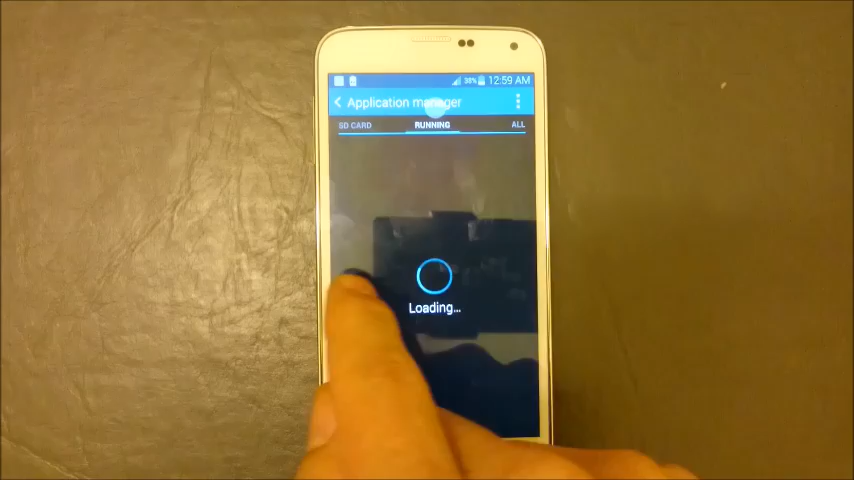 38% 12:59 AM
Application manager
SD CARD RUNNING ALL
Loading...